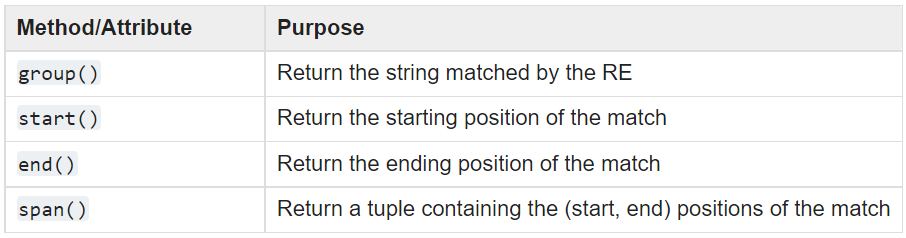 Method/Attribute Purpose
group() Return the string matched by the RE
start() Return the starting position of the match
end() Return the ending position of the match
span() Return a tuple containing the (start, end) positions of the match